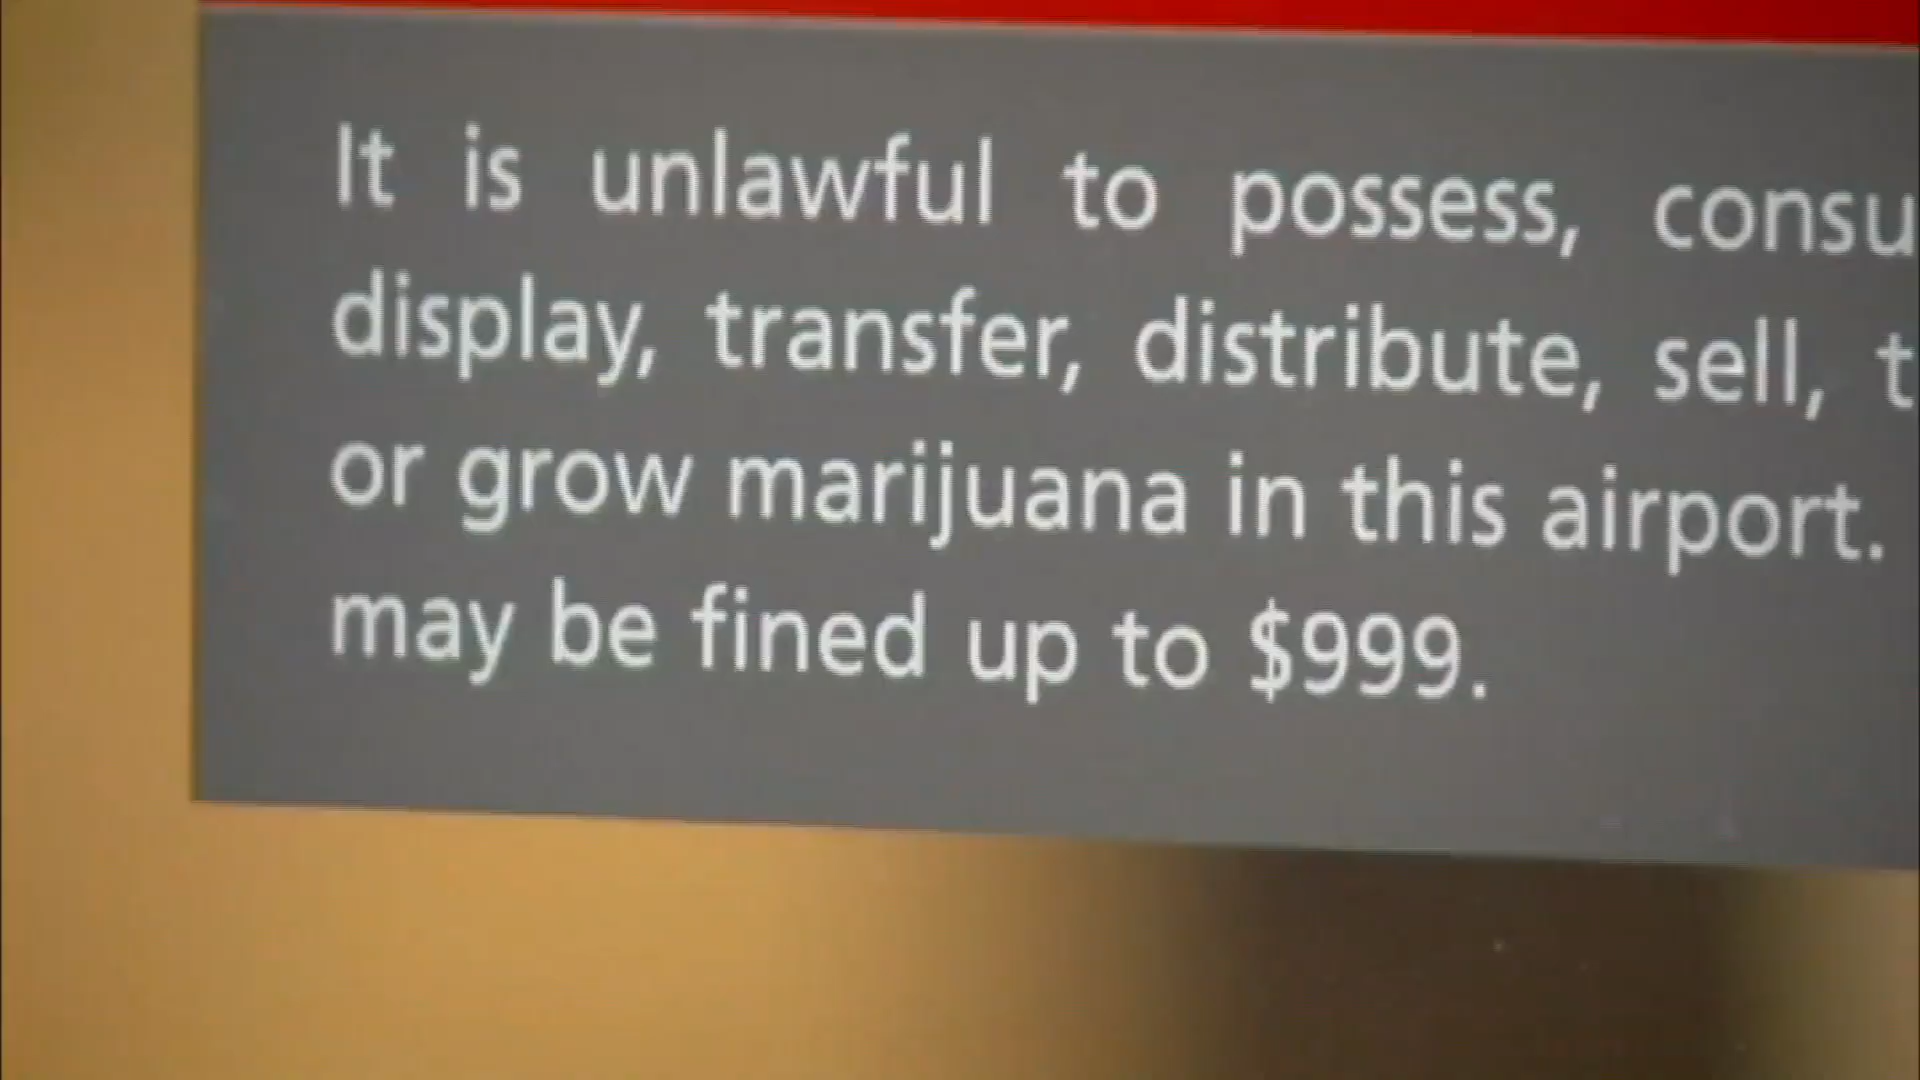 It is unlawful to possess, consu
display, transfer, distribute, sell, t
or grow marijuana in this airport.
may be fined up to $999.